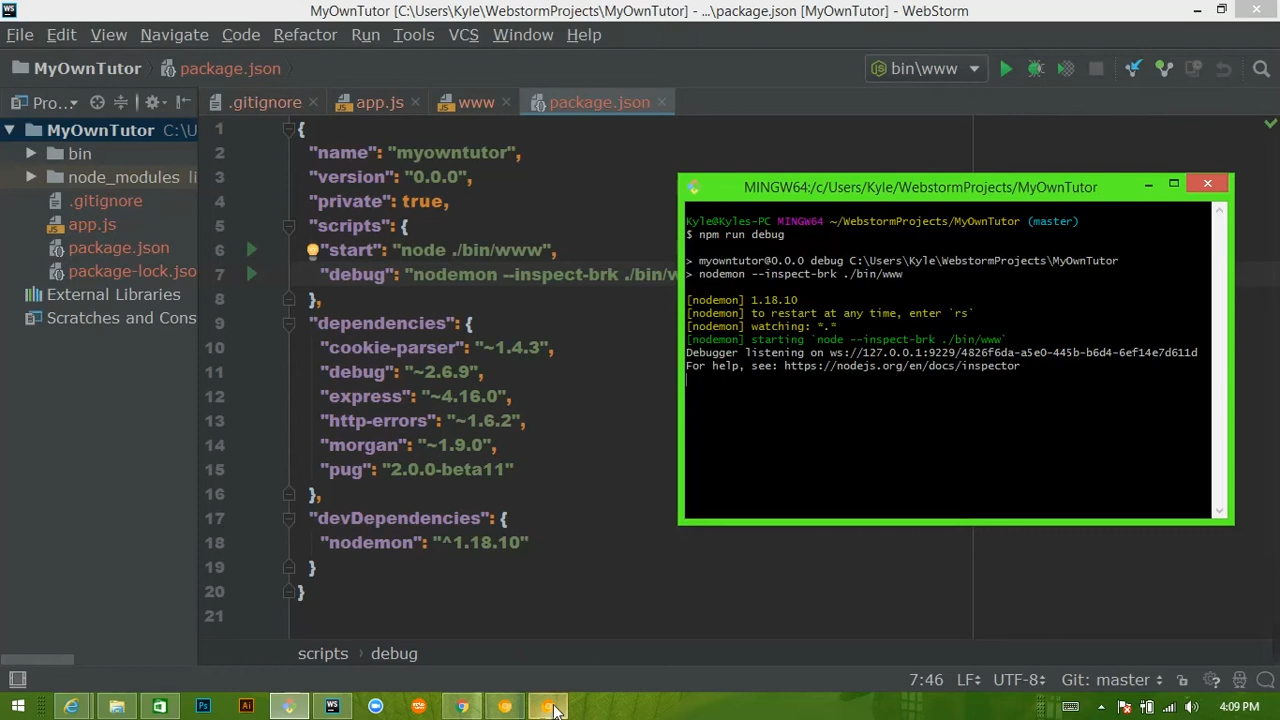 MyOwnTutor [C:\Users\Kyle\WebstormProjects\MyOwnTutor] - ...\package.json [MyOwnTutor] - WebStorm
File Edit View Navigate Code Refactor Run Tools VCS Window Help
MyOwnTutor package.json bin\www
Pro... .gitignore app.js www package.json
MyOwnTutor C:\U
bin
node_modules li
.gitignore
app.js
package.json
package-lock.jso
External Libraries
Scratches and Cons
1 {
2 "name": "myowntutor",
3 "version": "0.0.0",
4 "private": true,
5 "scripts": {
6 "start": "node ./bin/www",
7 "debug": "nodemon --inspect-brk ./bin/w
8 },
9 "dependencies": {
10 "cookie-parser": "~1.4.3",
11 "debug": "~2.6.9",
12 "express": "~4.16.0",
13 "http-errors": "~1.6.2",
14 "morgan": "~1.9.0",
15 "pug": "2.0.0-beta11"
16 },
17 "devDependencies": {
18 "nodemon": "^1.18.10"
19 }
20 }
21
MINGW64:/c/Users/Kyle/WebstormProjects/MyOwnTutor
Kyle@Kyles-PC MINGW64 ~/WebstormProjects/MyOwnTutor (master)
$ npm run debug
> myowntutor@0.0.0 debug C:\Users\Kyle\WebstormProjects\MyOwnTutor
> nodemon --inspect-brk ./bin/www
[nodemon] 1.18.10
[nodemon] to restart at any time, enter `rs`
[nodemon] watching: *.*
[nodemon] starting `node --inspect-brk ./bin/www`
Debugger listening on ws://127.0.0.1:9229/4826f6da-a5e0-445b-b6d4-6ef14e7d611d
For help, see: https://nodejs.org/en/docs/inspector
scripts debug
7:46 LF UTF-8 Git: master
4:09 PM